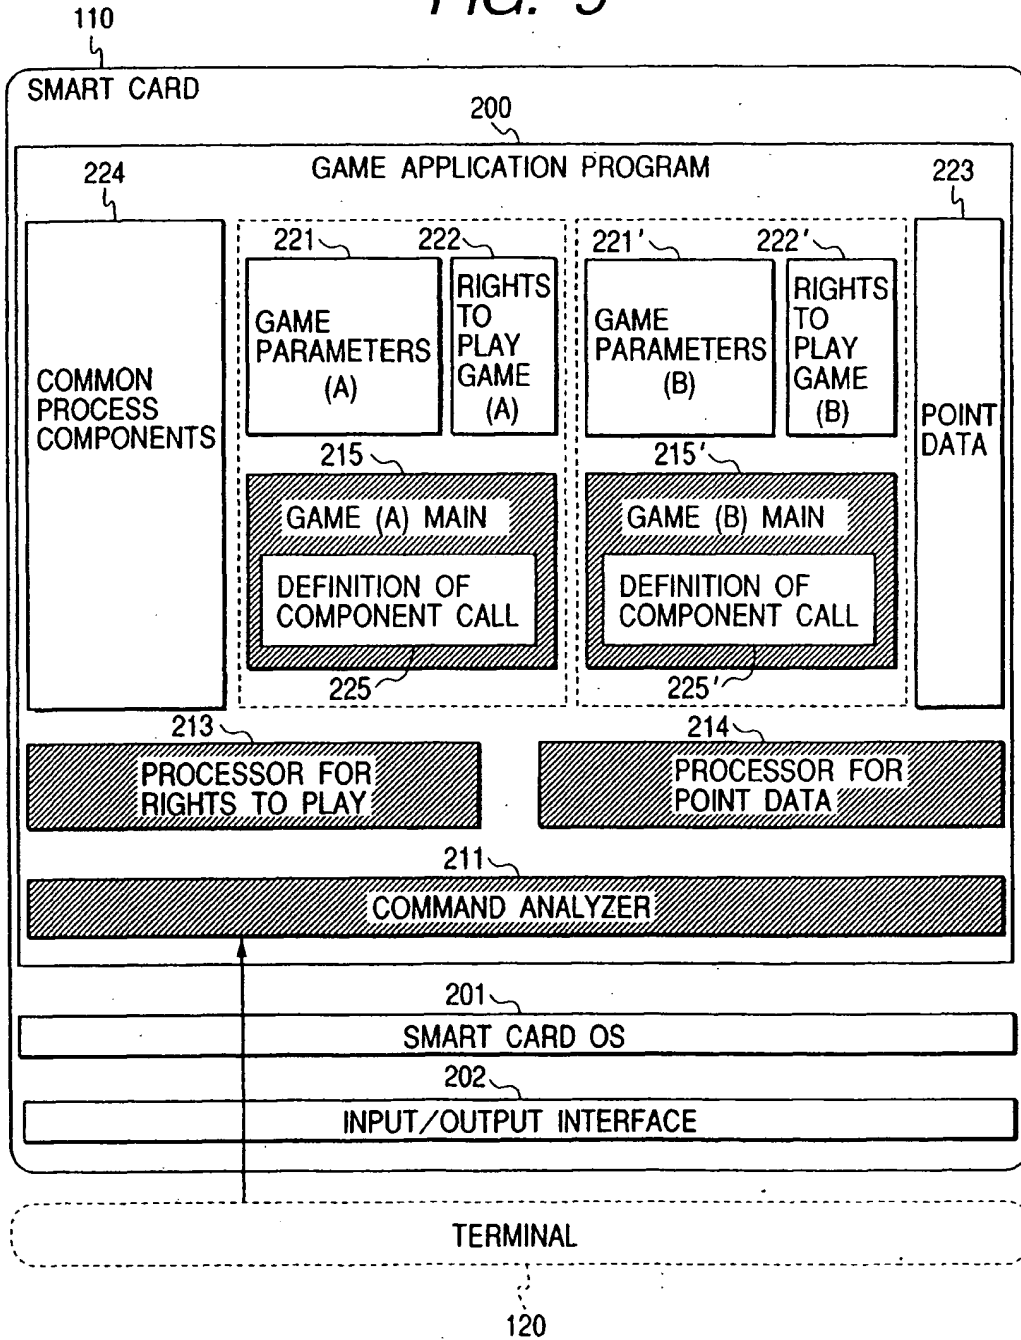 FIG.
110
SMART CARD
200
GAME APPLICATION PROGRAM
224
223
221
222
221'
222'
COMMON
PROCESS
COMPONENTS
GAME
PARAMETERS
(A)
RIGHTS
TO
PLAY
GAME
(A)
GAME
PARAMETERS
(B)
RIGHTS
TO
PLAY
GAME
(B)
POINT
DATA
215
215'
GAME (A) MAIN
DEFINITION OF
COMPONENT CALL
GAME (B) MAIN
DEFINITION OF
COMPONENT CALL
225
225'
213
214
PROCESSOR FOR
RIGHTS TO PLAY
PROCESSOR FOR
POINT DATA
211
COMMAND ANALYZER
201
SMART CARD OS
202
INPUT/OUTPUT INTERFACE
TERMINAL
120